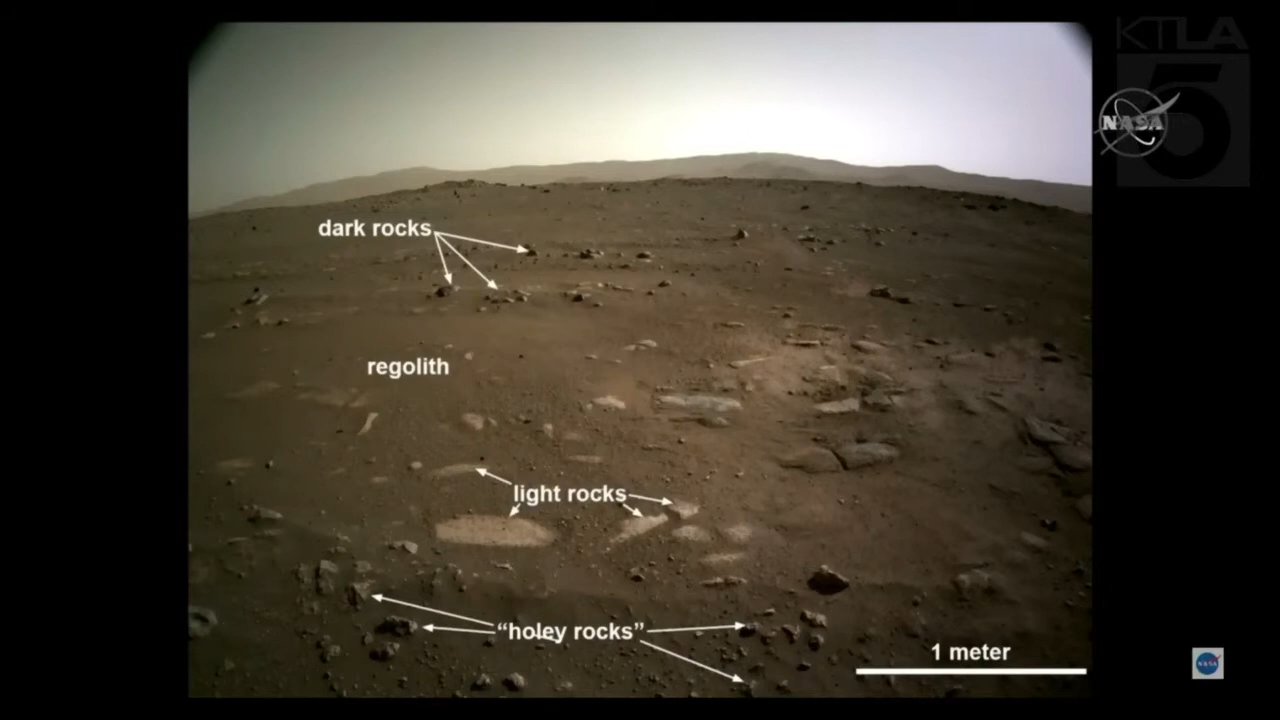 KTLA
5
NASA
dark rocks
regolith
light rocks
“holey rocks”
1 meter
NASA